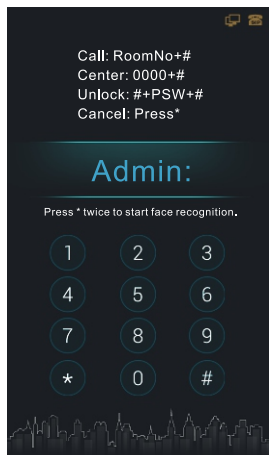 Call: RoomNo+#
Center: 0000+#
Unlock: #+PSW+#
Cancel: Press*
Admin:
Press * twice to start face recognition.
1 2 3
4 5 6
7 8 9
* 0 #